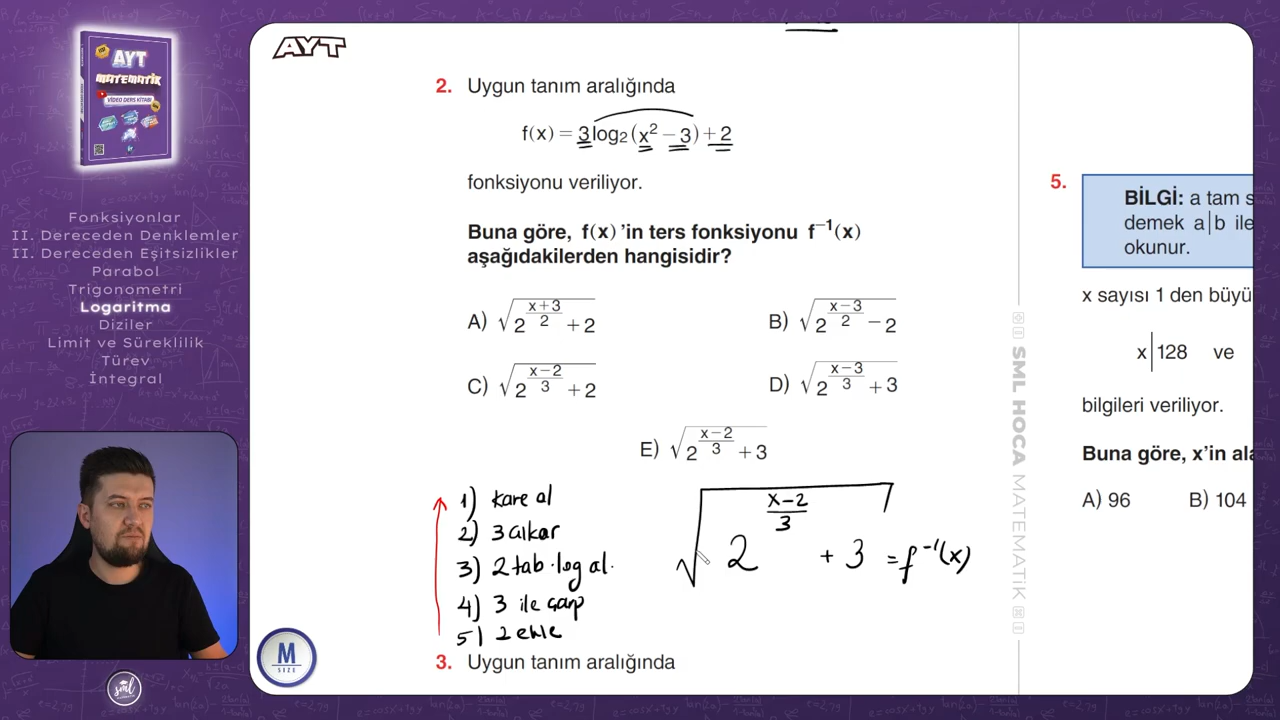 AYT
MATEMATİK
VİDEO DERS KİTABI
Fonksiyonlar
II. Dereceden Denklemler
II. Dereceden Eşitsizlikler
Parabol
Trigonometri
Logaritma
Diziler
Limit ve Süreklilik
Türev
İntegral
M
SIZE
sml
AYT
2. Uygun tanım aralığında
f(x) = 3log₂(x² − 3) + 2
fonksiyonu veriliyor.
Buna göre, f(x)'in ters fonksiyonu f⁻¹(x)
aşağıdakilerden hangisidir?
A) √(2^((x+3)/2) + 2)
B) √(2^((x−3)/2) − 2)
C) √(2^((x−2)/3) + 2)
D) √(2^((x−3)/3) + 3)
E) √(2^((x−2)/3) + 3)
1) kare al
2) 3 çıkar
3) 2 tab. log al.
4) 3 ile çarp
5) 2 ekle
√(2^((x−2)/3) + 3) = f⁻¹(x)
3. Uygun tanım aralığında
SML HOCA MATEMATİK
5. BİLGİ: a tam s
demek a|b ile
okunur.
x sayısı 1 den büyü
x|128 ve
bilgileri veriliyor.
Buna göre, x'in ala
A) 96 B) 104